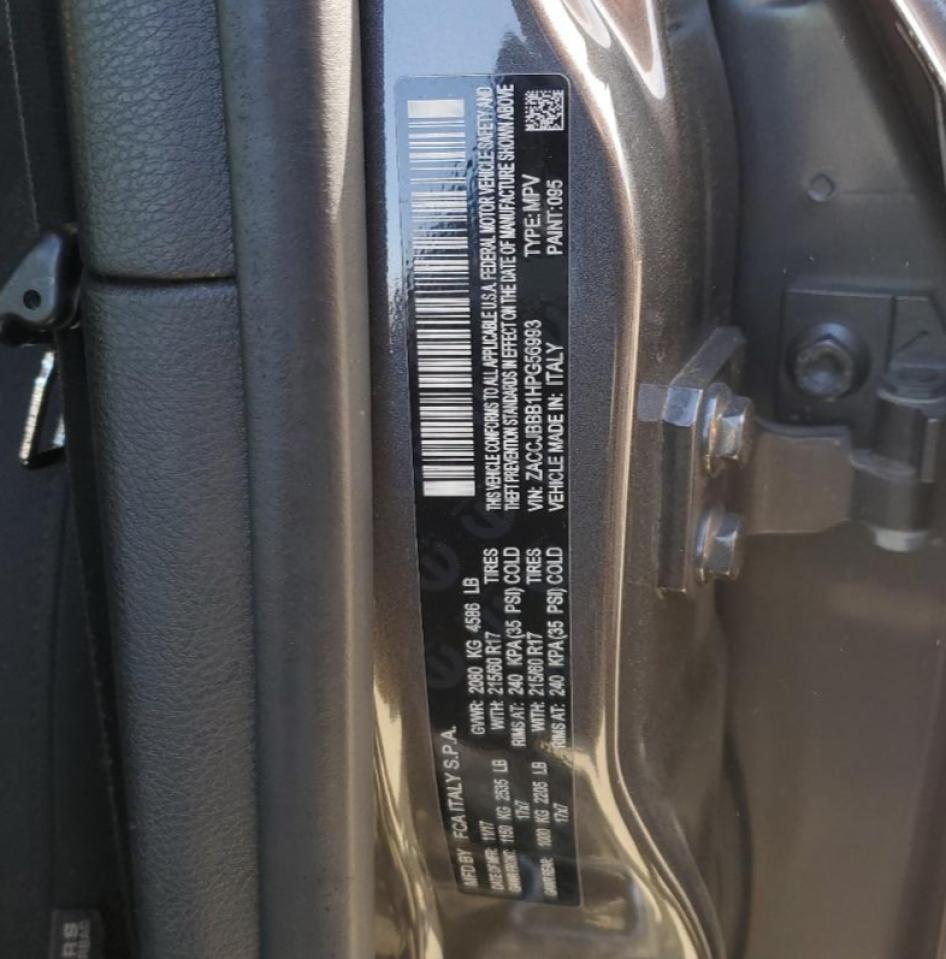 MFD BY FCA ITALY S.P.A.
DATE OF MFR: 11/17 GVWR: 2080 KG 4586 LB
GAWR FRONT: 1150 KG 2535 LB WITH: 215/60 R17 TIRES
17x7 RIMS AT: 240 KPA(35 PSI) COLD
GAWR REAR: 1000 KG 2205 LB WITH: 215/60 R17 TIRES
17x7 RIMS AT: 240 KPA(35 PSI) COLD
THIS VEHICLE CONFORMS TO ALL APPLICABLE U.S.A. FEDERAL MOTOR VEHICLE SAFETY AND
THEFT PREVENTION STANDARDS IN EFFECT ON THE DATE OF MANUFACTURE SHOWN ABOVE
VIN: ZACCJBBB1HPG56993 TYPE: MPV
VEHICLE MADE IN: ITALY PAINT: 095